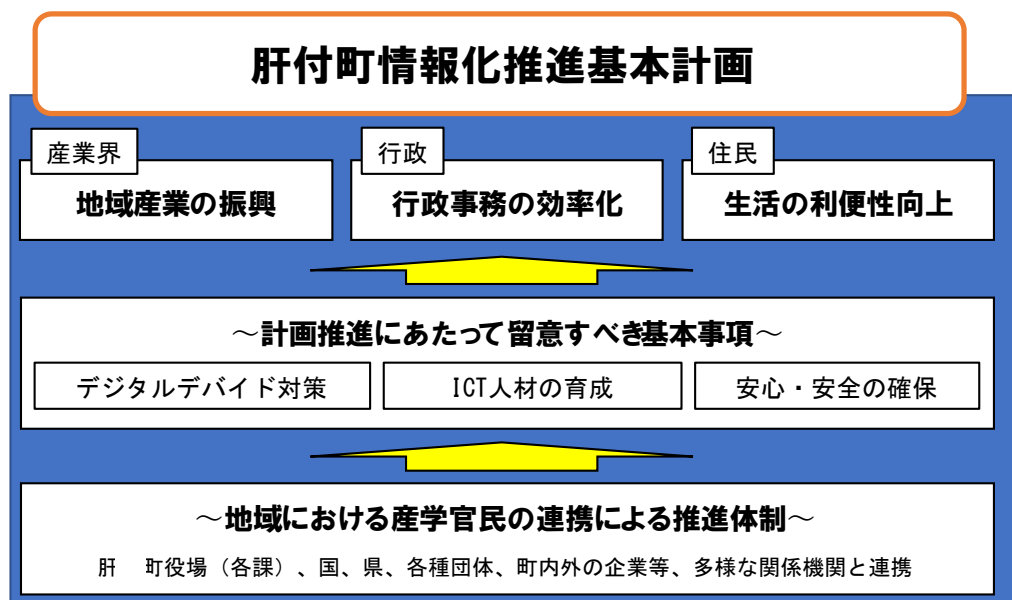 肝付町情報化推進基本計画
産業界
地域産業の振興
行政
行政事務の効率化
住民
生活の利便性向上
～計画推進にあたって留意すべき基本事項～
デジタルデバイド対策
ICT人材の育成
安心・安全の確保
～地域における産学官民の連携による推進体制～
肝　町役場（各課）、国、県、各種団体、町内外の企業等、多様な関係機関と連携